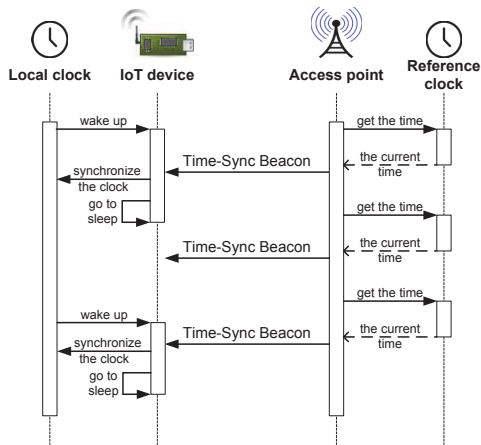 Local clock
IoT device
Access point
Reference
clock
wake up
get the time
Time-Sync Beacon
the current
time
synchronize
the clock
go to
sleep
get the time
Time-Sync Beacon
the current
time
get the time
wake up
Time-Sync Beacon
the current
time
synchronize
the clock
go to
sleep